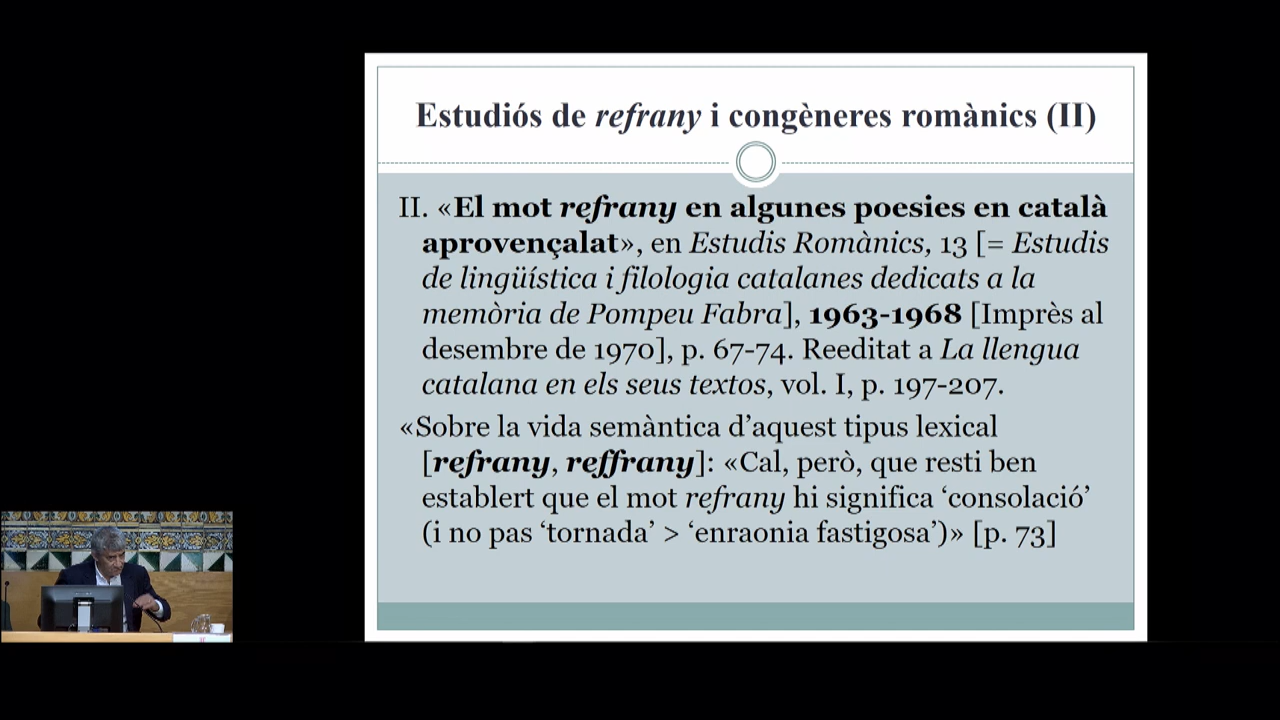 Estudiós de refrany i congèneres romànics (II)
II. «El mot refrany en algunes poesies en català
aprovençalat», en Estudis Romànics, 13 [= Estudis
de lingüística i filologia catalanes dedicats a la
memòria de Pompeu Fabra], 1963-1968 [Imprès al
desembre de 1970], p. 67-74. Reeditat a La llengua
catalana en els seus textos, vol. I, p. 197-207.
«Sobre la vida semàntica d’aquest tipus lexical
[refrany, reffrany]: «Cal, però, que resti ben
establert que el mot refrany hi significa ‘consolació’
(i no pas ‘tornada’ > ‘enraonia fastigosa’)» [p. 73]